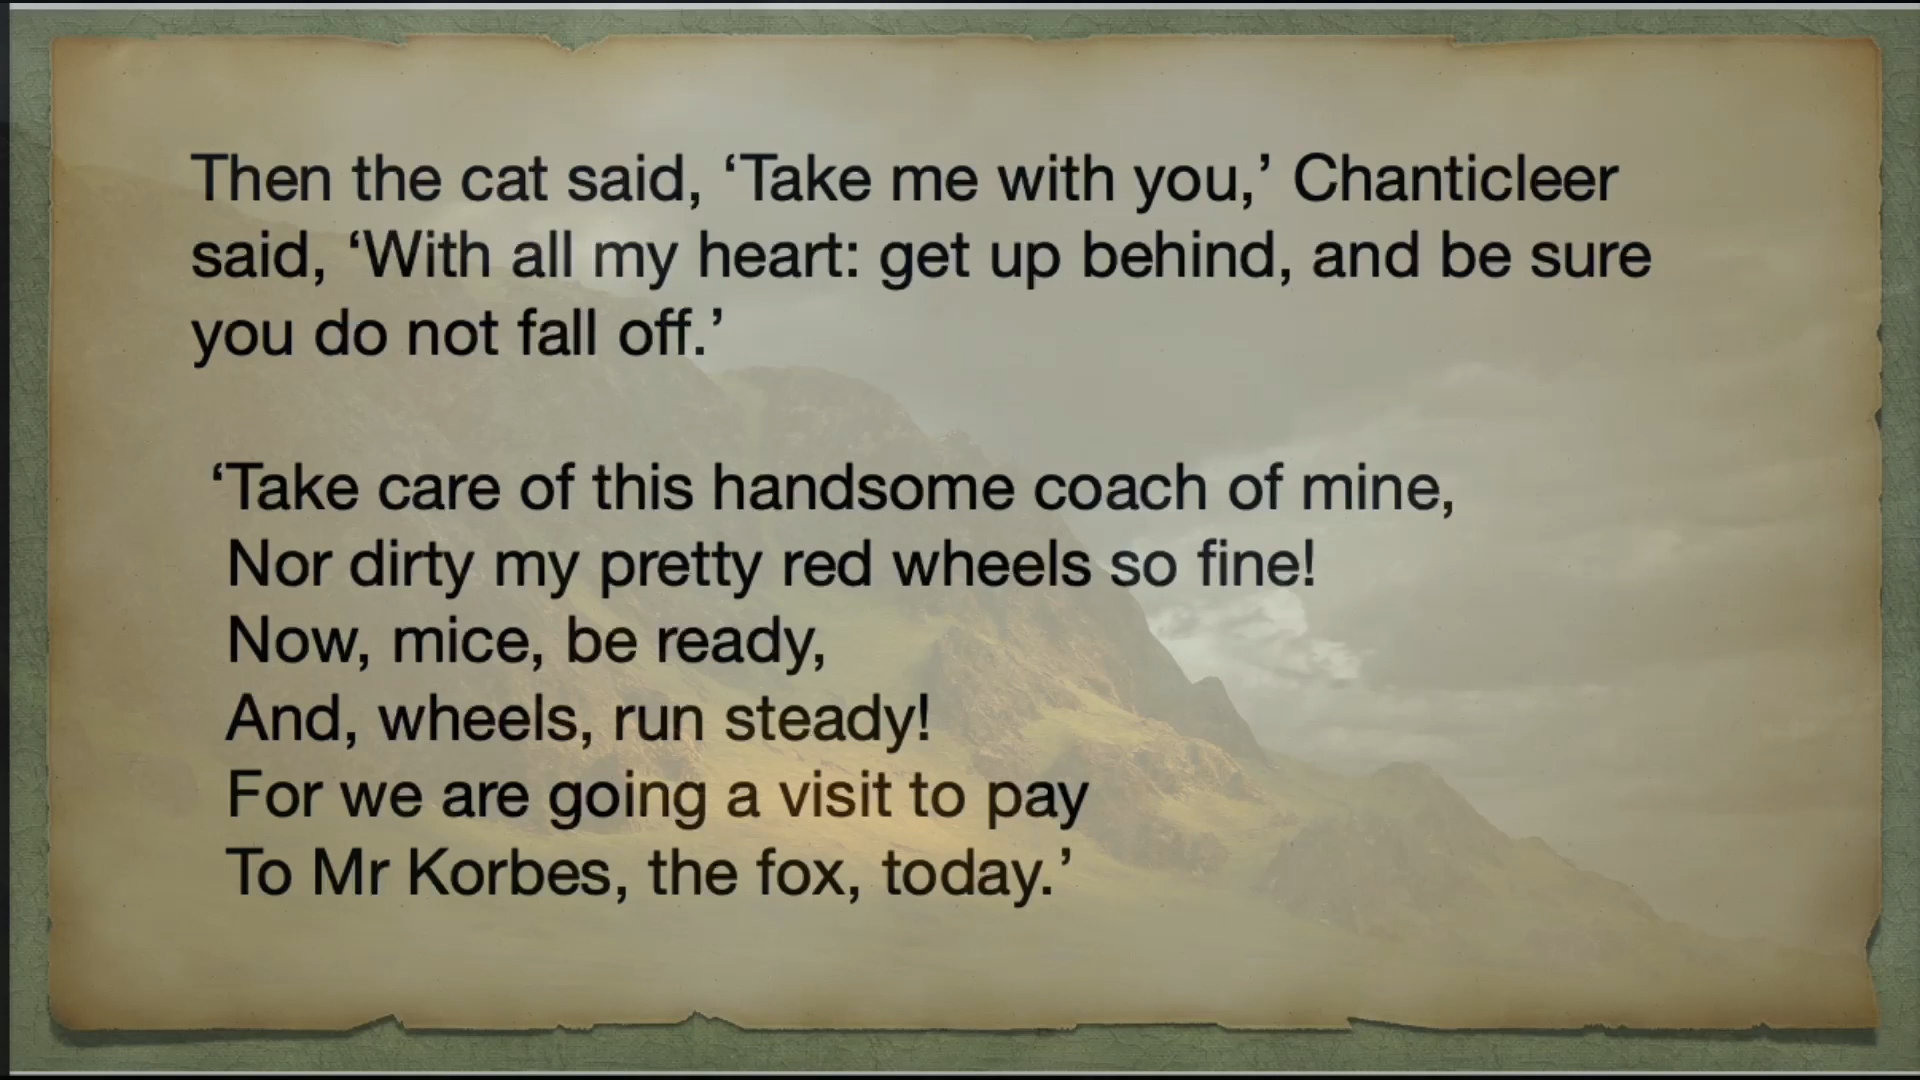 Then the cat said, ‘Take me with you,’ Chanticleer
said, ‘With all my heart: get up behind, and be sure
you do not fall off.’
‘Take care of this handsome coach of mine,
Nor dirty my pretty red wheels so fine!
Now, mice, be ready,
And, wheels, run steady!
For we are going a visit to pay
To Mr Korbes, the fox, today.’